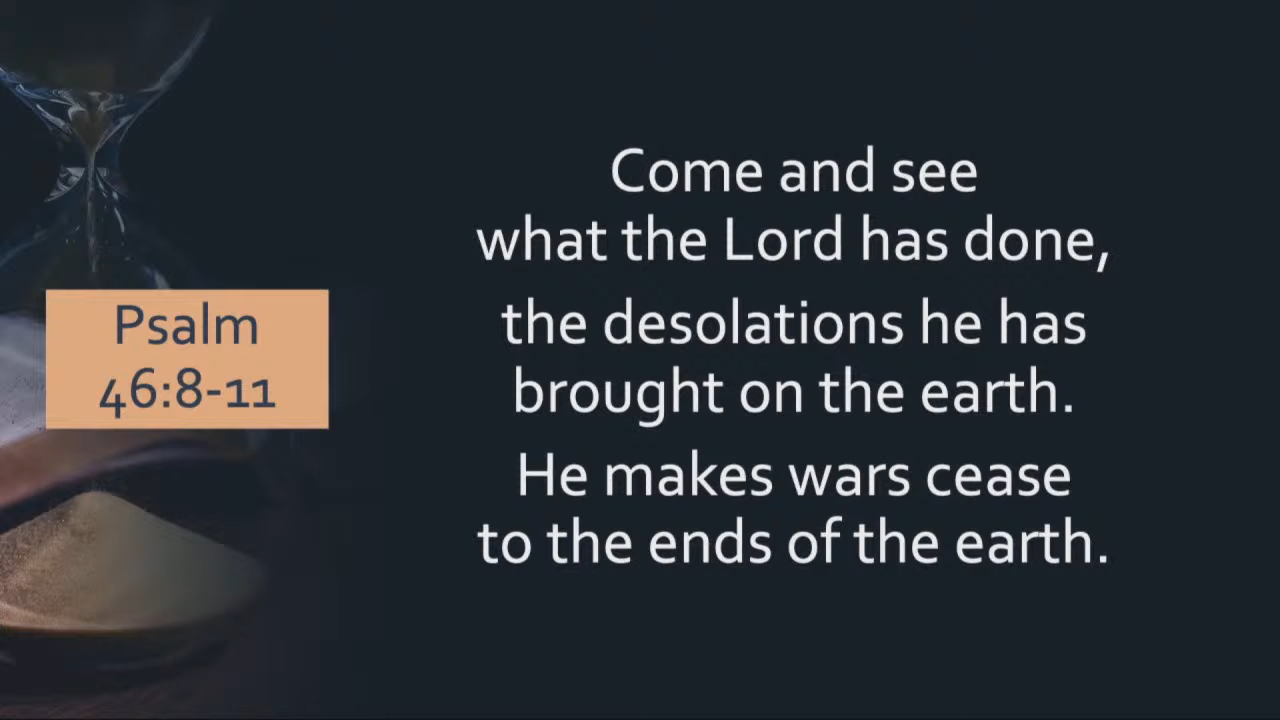 Psalm
46:8-11
Come and see
what the Lord has done,
the desolations he has
brought on the earth.
He makes wars cease
to the ends of the earth.